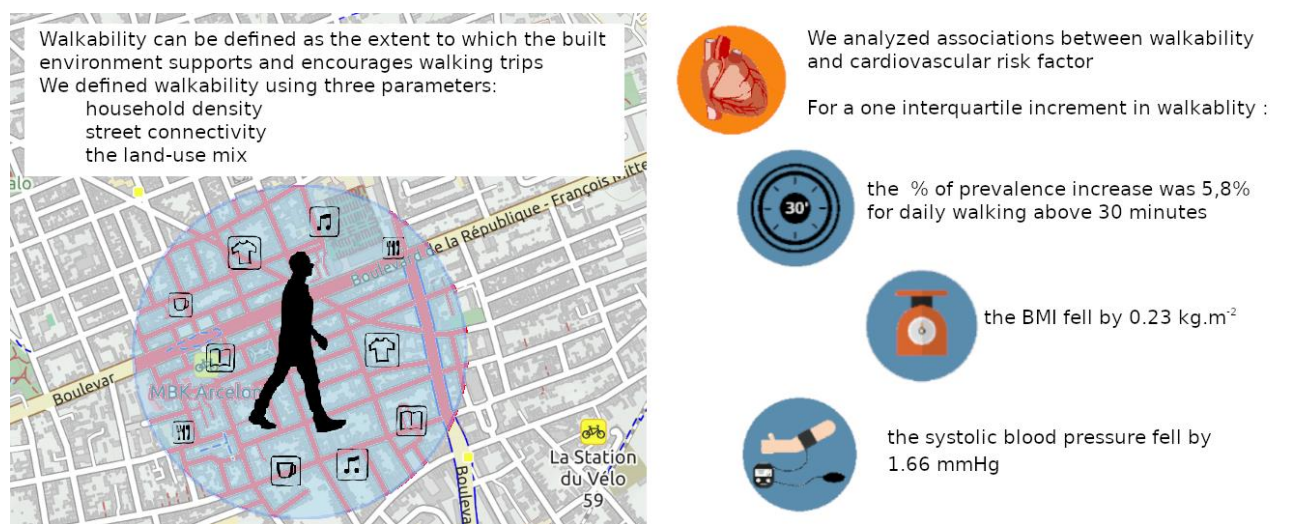 Walkability can be defined as the extent to which the built
environment supports and encourages walking trips
We defined walkability using three parameters:
household density
street connectivity
the land-use mix
alo
Boulevard de la République - François Mitte
Boulevar
MBK Arcelor
La Station
du Vélo
59
Boulevar
We analyzed associations between walkability
and cardiovascular risk factor
For a one interquartile increment in walkablity :
30'
the % of prevalence increase was 5,8%
for daily walking above 30 minutes
the BMI fell by 0.23 kg.m⁻²
the systolic blood pressure fell by
1.66 mmHg